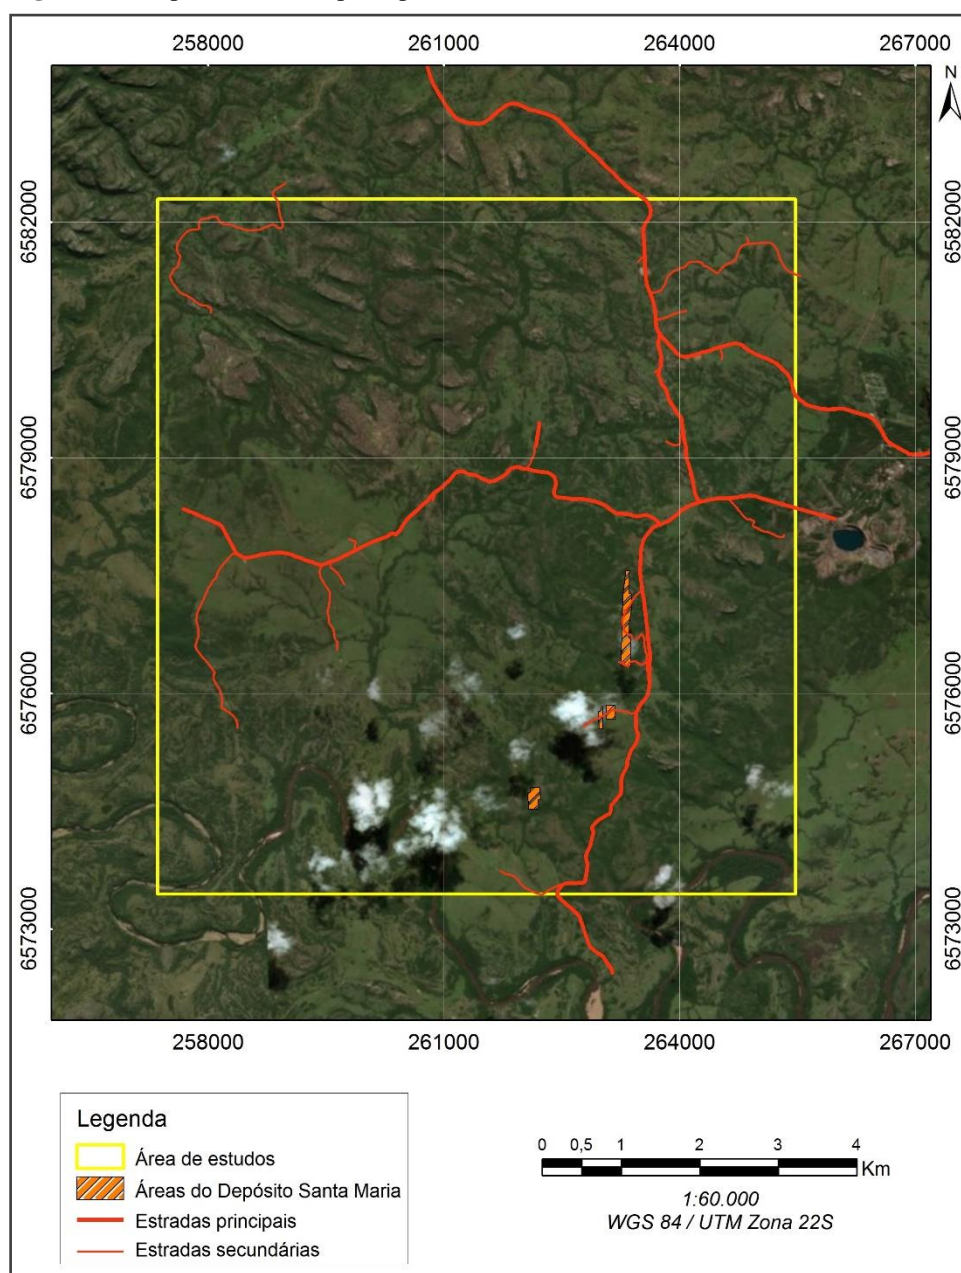 258000 261000 264000 267000
N
6582000 6582000
6579000 6579000
6576000 6576000
6573000 6573000
258000 261000 264000 267000
Legenda
Área de estudos
Áreas do Depósito Santa Maria
Estradas principais
Estradas secundárias
0 0,5 1 2 3 4
Km
1:60.000
WGS 84 / UTM Zona 22S